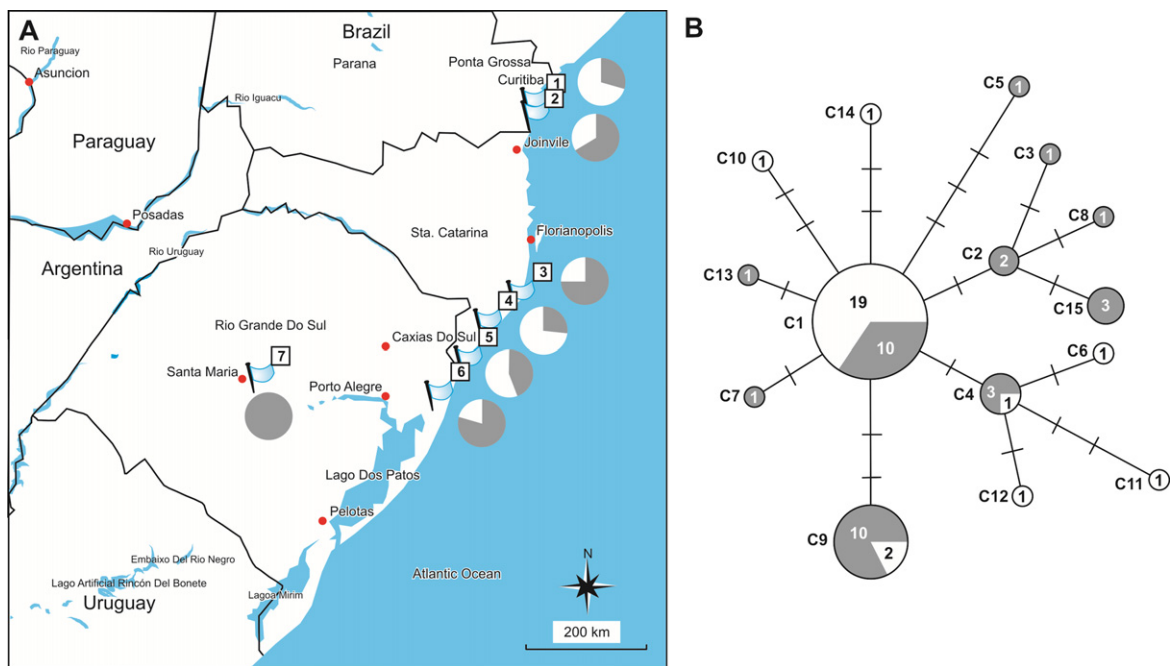 A
Brazil
Rio Paraguay
Parana
Ponta Grossa
Asuncion
Curitiba
1
2
Rio Iguacu
Paraguay
Joinvile
Posadas
Sta. Catarina
Florianopolis
Rio Uruguay
Argentina
3
4
Rio Grande Do Sul
Caxias Do Sul
5
7
6
Santa Maria
Porto Alegre
Lago Dos Patos
Pelotas
Embaixo Del Rio Negro
Lago Artificial Rincón Del Bonete
Uruguay
Lagoa Mirim
Atlantic Ocean
N
200 km
B
C5
1
C14
1
C10
1
C3
1
C8
1
C2
2
C13
1
C15
3
C1
19
10
C6
1
C4
3
1
C7
1
C11
1
C12
1
C9
10
2